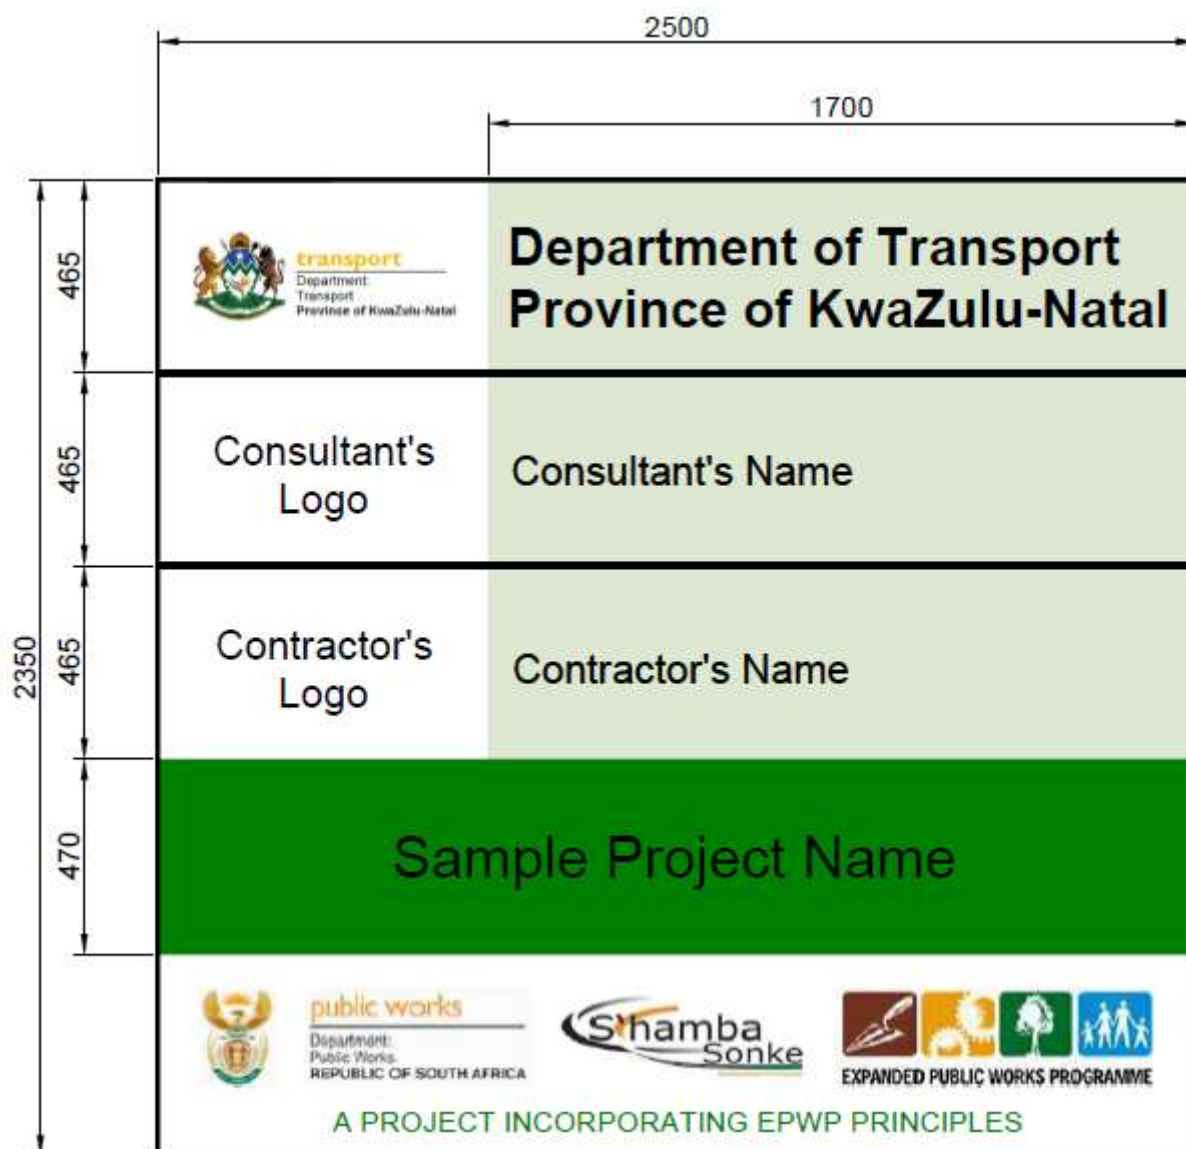 2500
1700
465
transport
Department:
Transport
Province of KwaZulu-Natal
Department of Transport
Province of KwaZulu-Natal
465
Consultant's
Logo
Consultant's Name
2350
465
Contractor's
Logo
Contractor's Name
470
Sample Project Name
public works
Department:
Public Works
REPUBLIC OF SOUTH AFRICA
S'hamba
Sonke
EXPANDED PUBLIC WORKS PROGRAMME
A PROJECT INCORPORATING EPWP PRINCIPLES